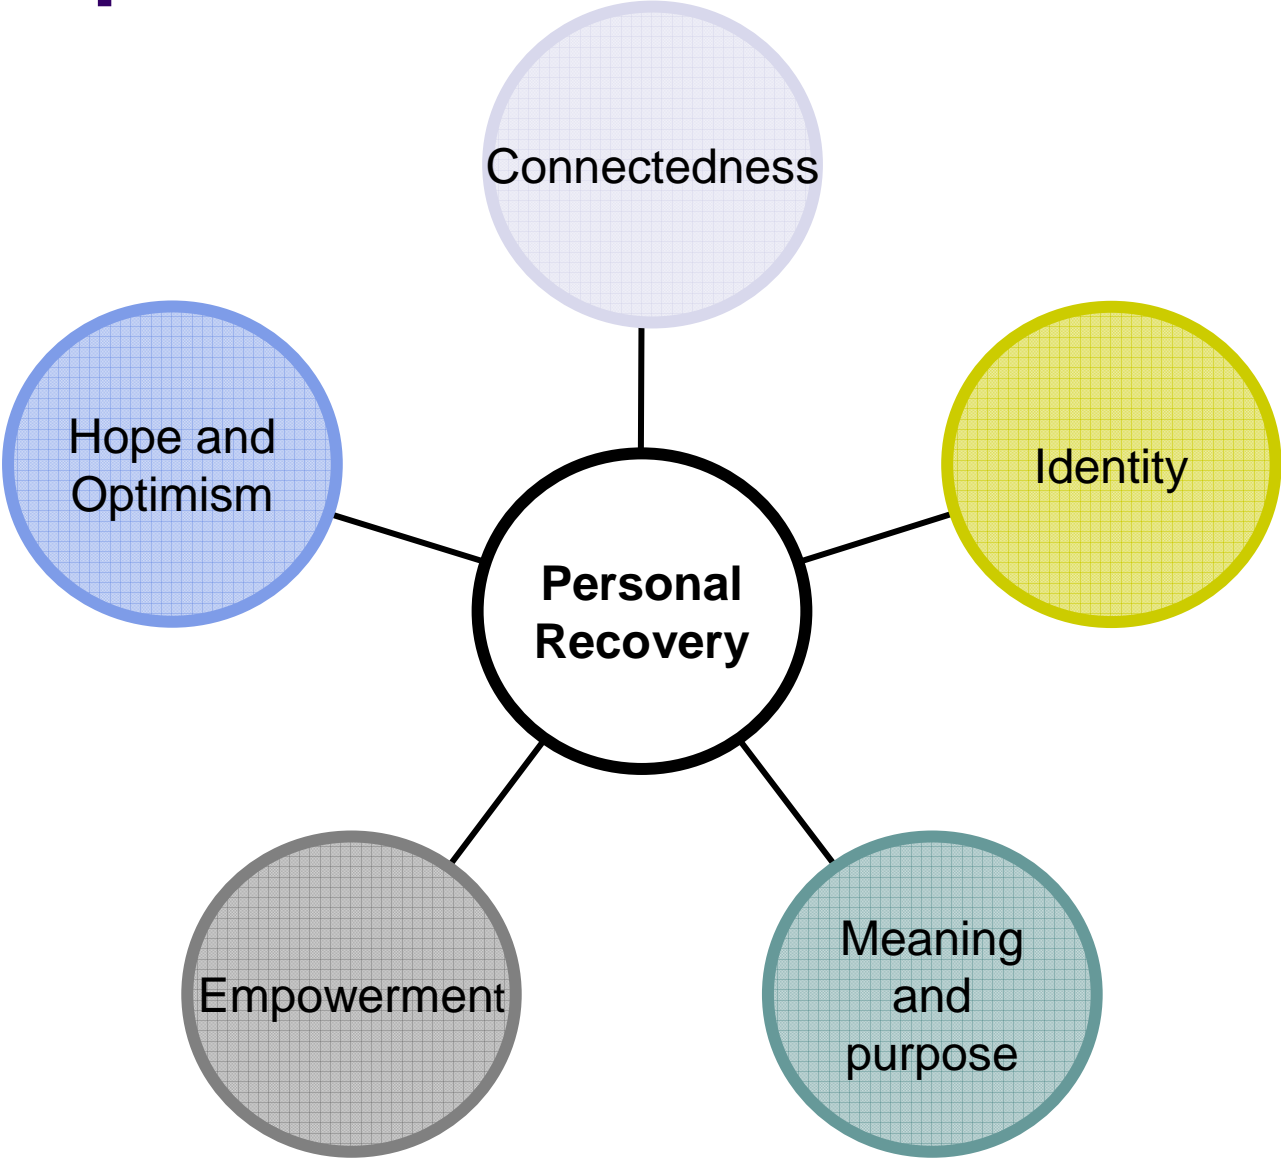 Connectedness
Hope and
Optimism
Identity
Personal
Recovery
Empowerment
Meaning
and
purpose